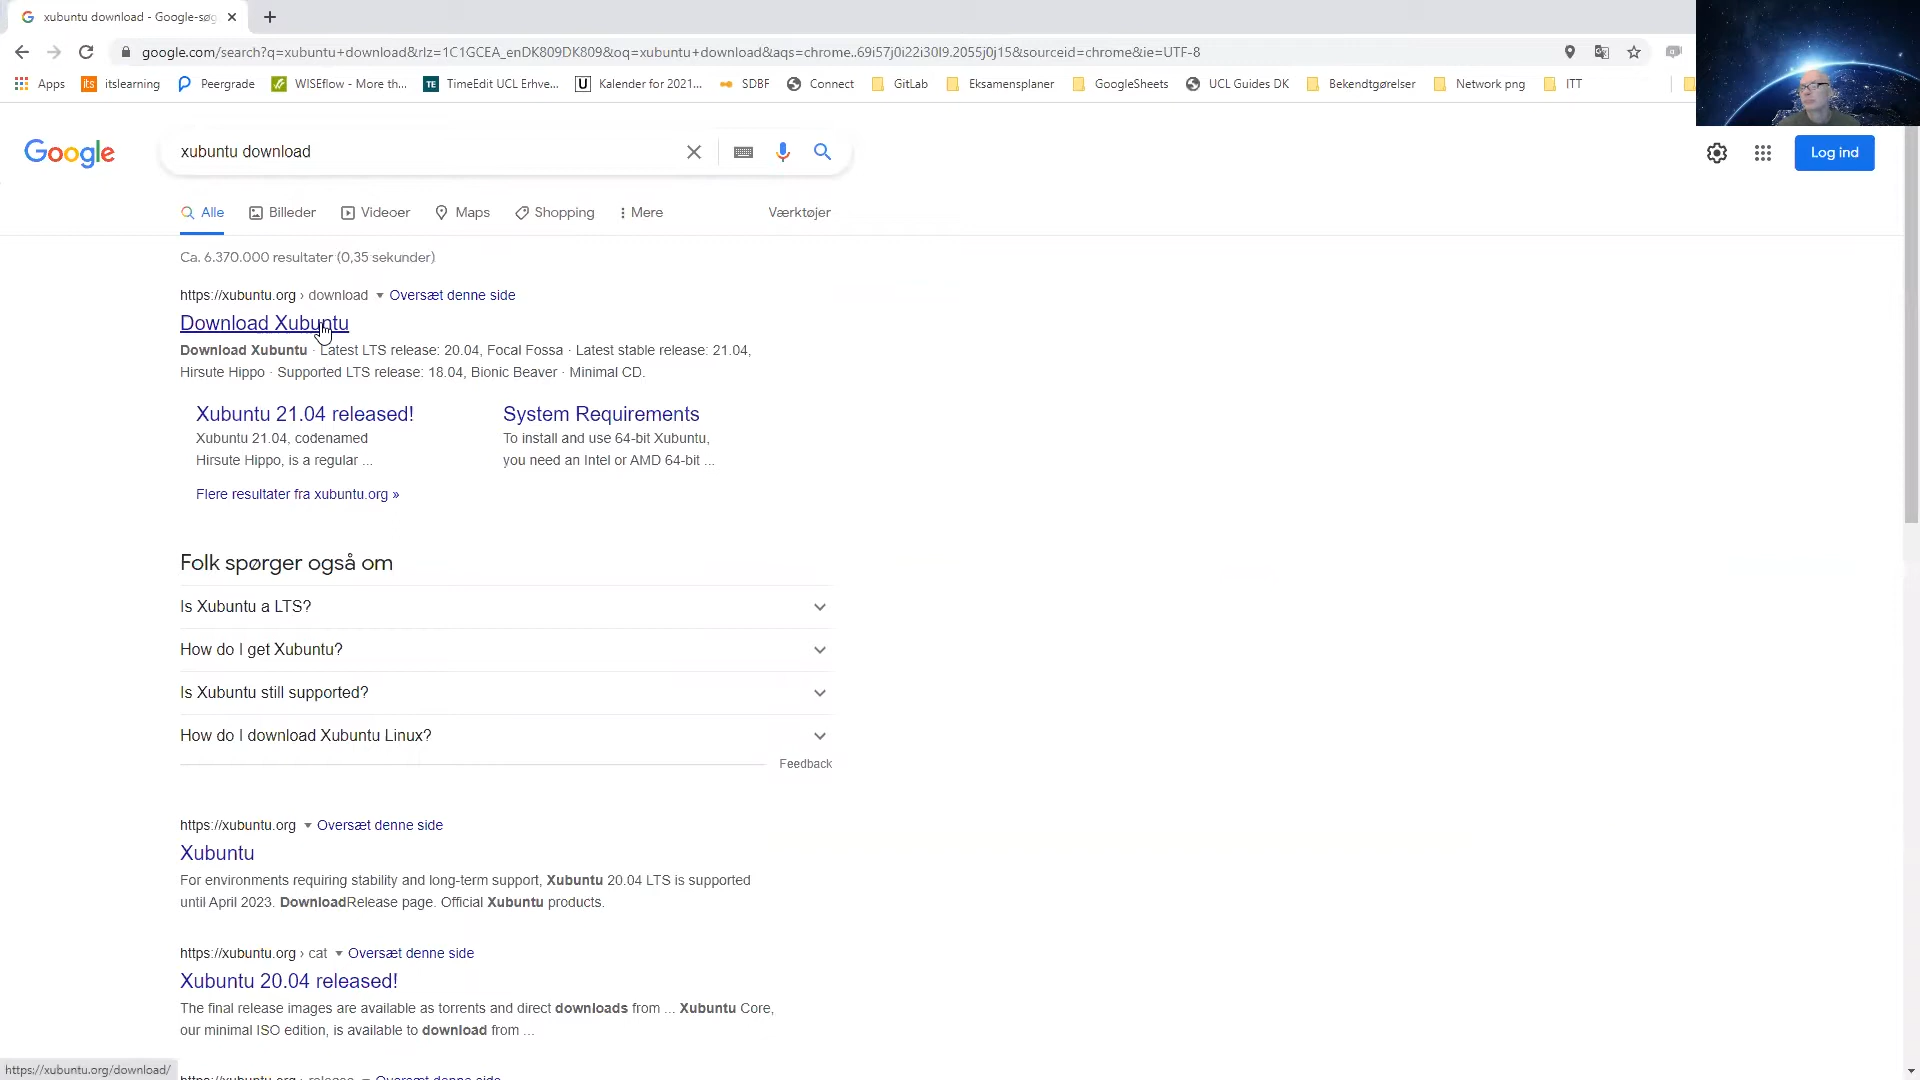 xubuntu download - Google-søg
google.com/search?q=xubuntu+download&rlz=1C1GCEA_enDK809DK809&oq=xubuntu+download&aqs=chrome..69i57j0i22i30l9.2055j0j15&sourceid=chrome&ie=UTF-8
Apps its itslearning Peergrade WISEflow - More th... TE TimeEdit UCL Erhve... U Kalender for 2021... SDBF Connect GitLab Eksamensplaner GoogleSheets UCL Guides DK Bekendtgørelser Network png ITT
Google xubuntu download Log ind
Alle Billeder Videoer Maps Shopping Mere Værktøjer
Ca. 6.370.000 resultater (0,35 sekunder)
https://xubuntu.org › download Oversæt denne side
Download Xubuntu
Download Xubuntu · Latest LTS release: 20.04, Focal Fossa · Latest stable release: 21.04,
Hirsute Hippo · Supported LTS release: 18.04, Bionic Beaver · Minimal CD.
Xubuntu 21.04 released! System Requirements
Xubuntu 21.04, codenamed To install and use 64-bit Xubuntu,
Hirsute Hippo, is a regular ... you need an Intel or AMD 64-bit ...
Flere resultater fra xubuntu.org »
Folk spørger også om
Is Xubuntu a LTS?
How do I get Xubuntu?
Is Xubuntu still supported?
How do I download Xubuntu Linux?
Feedback
https://xubuntu.org Oversæt denne side
Xubuntu
For environments requiring stability and long-term support, Xubuntu 20.04 LTS is supported
until April 2023. DownloadRelease page. Official Xubuntu products.
https://xubuntu.org › cat Oversæt denne side
Xubuntu 20.04 released!
The final release images are available as torrents and direct downloads from ... Xubuntu Core,
our minimal ISO edition, is available to download from ...
https://xubuntu.org › release Oversæt denne side
https://xubuntu.org/download/